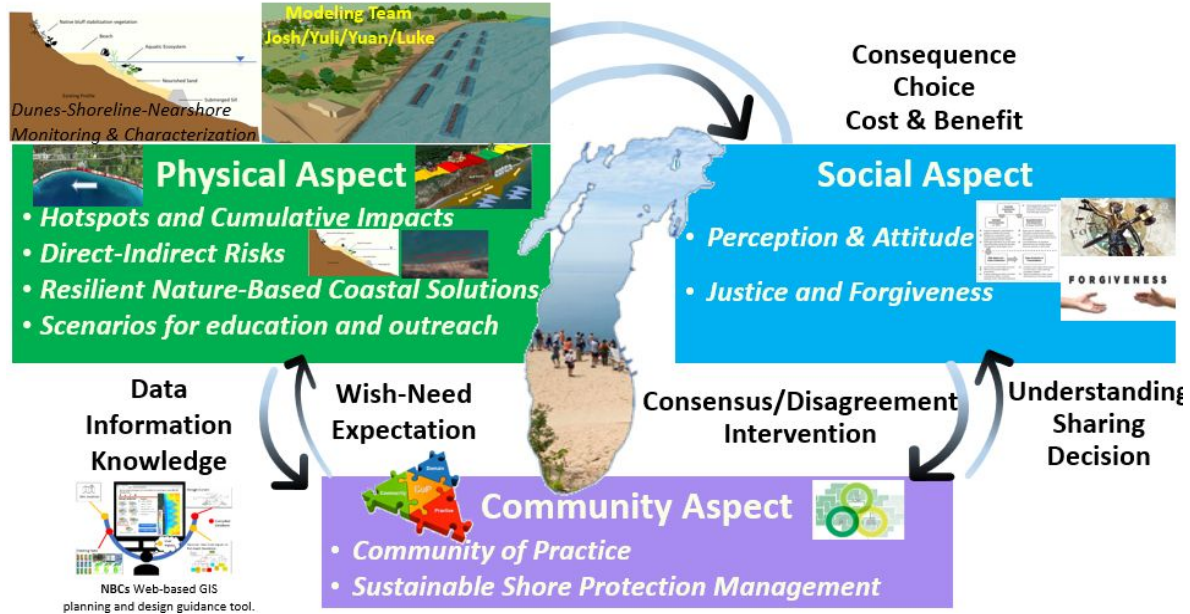 Native bluff stabilization vegetation
Beach
Aquatic Ecosystem
Nourished Sand
Submerged Sill
Existing Profile
Dunes-Shoreline-Nearshore
Monitoring & Characterization
Modeling Team
Josh/Yuli/Yuan/Luke
Consequence
Choice
Cost & Benefit
Physical Aspect
• Hotspots and Cumulative Impacts
• Direct-Indirect Risks
• Resilient Nature-Based Coastal Solutions
• Scenarios for education and outreach
Social Aspect
• Perception & Attitude
• Justice and Forgiveness
FORGIVENESS
Data
Information
Knowledge
Wish-Need
Expectation
Consensus/Disagreement
Intervention
Understanding
Sharing
Decision
Domain
Community
CoP
Practice
Community Aspect
• Community of Practice
• Sustainable Shore Protection Management
NBCs Web-based GIS
planning and design guidance tool.